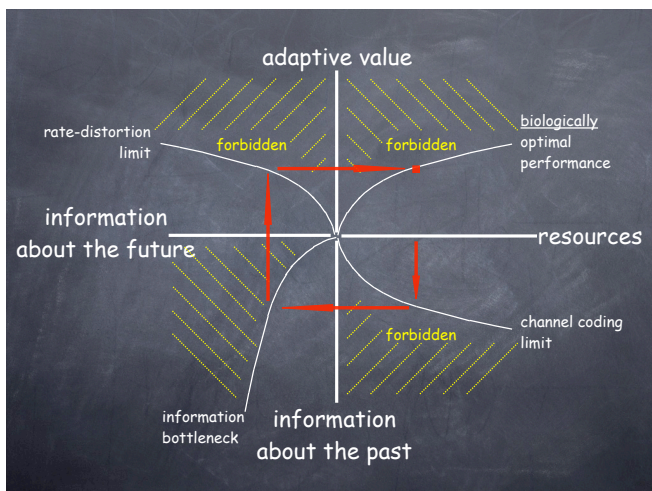 adaptive value
rate-distortion
limit
forbidden
forbidden
biologically
optimal
performance
information
about the future
resources
forbidden
channel coding
limit
information
bottleneck
information
about the past